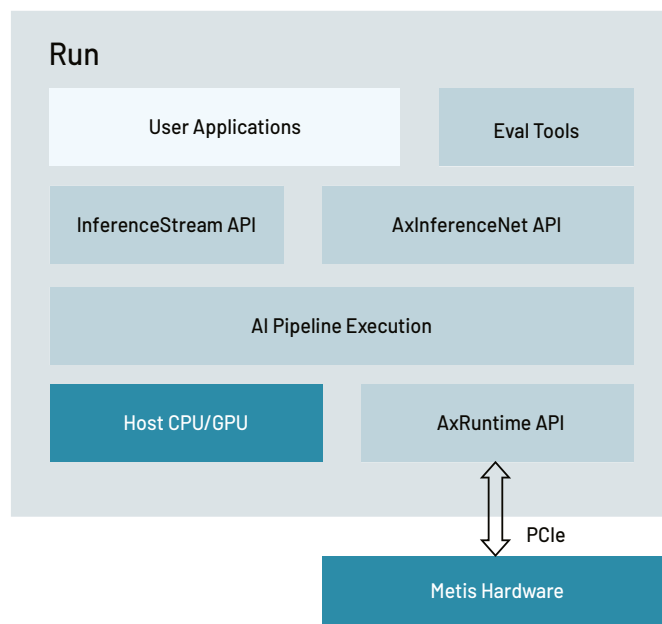 Run
User Applications
Eval Tools
InferenceStream API
AxInferenceNet API
AI Pipeline Execution
Host CPU/GPU
AxRuntime API
PCIe
Metis Hardware